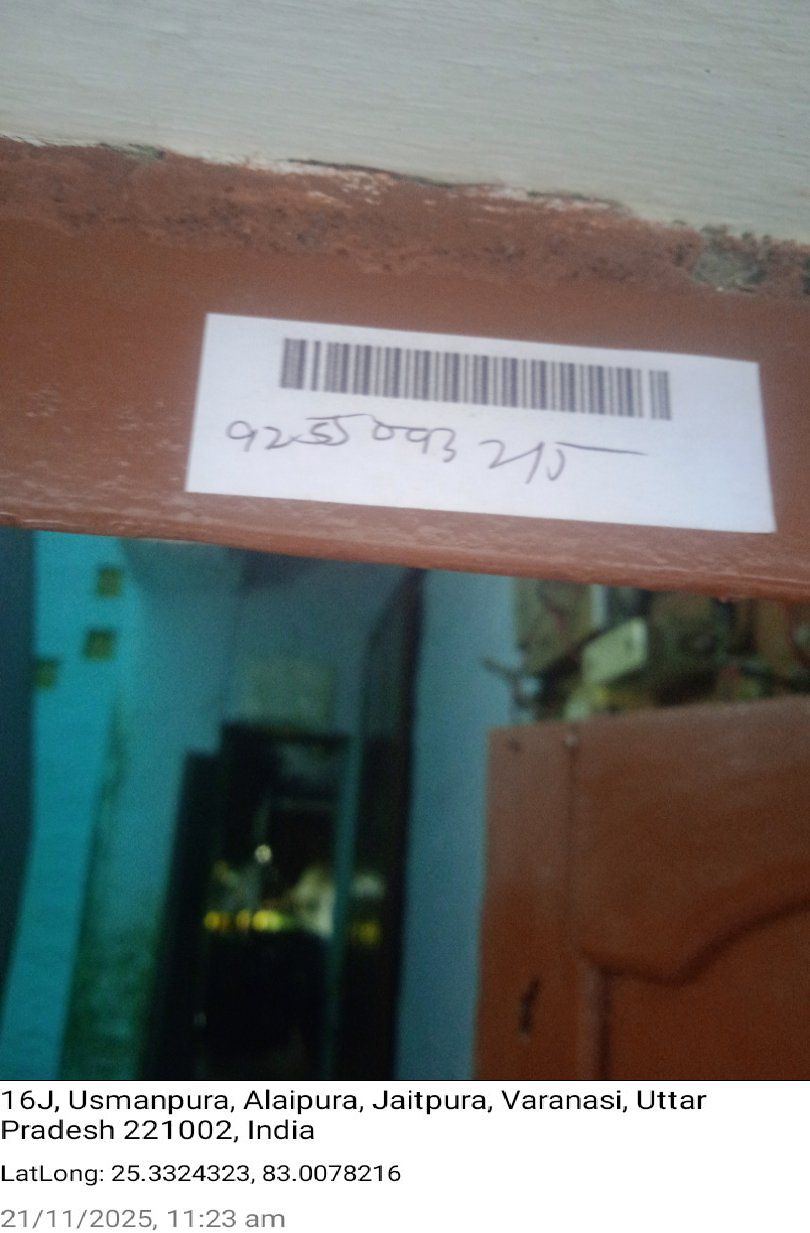 9255093215
16J, Usmanpura, Alaipura, Jaitpura, Varanasi, Uttar
Pradesh 221002, India
LatLong: 25.3324323, 83.0078216
21/11/2025, 11:23 am